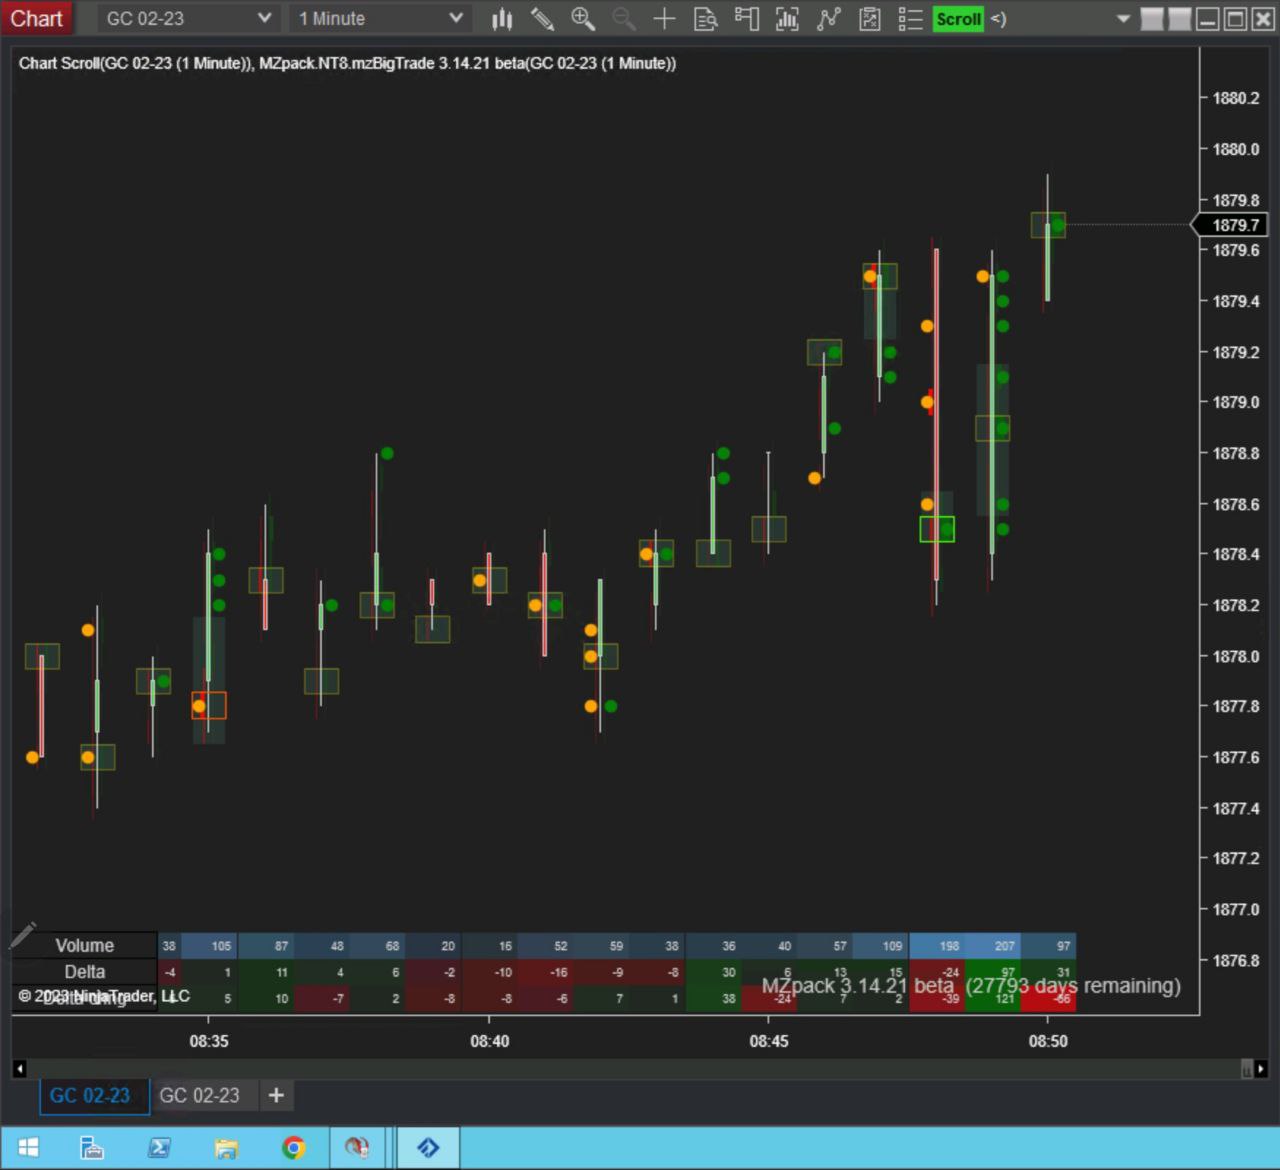 Chart GC 02-23 1 Minute Scroll <)
Chart Scroll(GC 02-23 (1 Minute)), MZpack.NT8.mzBigTrade 3.14.21 beta(GC 02-23 (1 Minute))
1880.2
1880.0
1879.8
1879.7
1879.6
1879.4
1879.2
1879.0
1878.8
1878.6
1878.4
1878.2
1878.0
1877.8
1877.6
1877.4
1877.2
1877.0
1876.8
Volume 38 105 87 48 68 20 16 52 59 38 36 40 57 109 198 207 97
Delta -4 1 11 4 6 -2 -10 -16 -9 -8 30 6 13 15 -24 97 31
MZpack 3.14.21 beta (27793 days remaining)
© 2023 NinjaTrader, LLC
5 10 -7 2 -8 -8 -6 7 1 38 -24 7 2 -39 121 -66
08:35 08:40 08:45 08:50
GC 02-23 GC 02-23 +